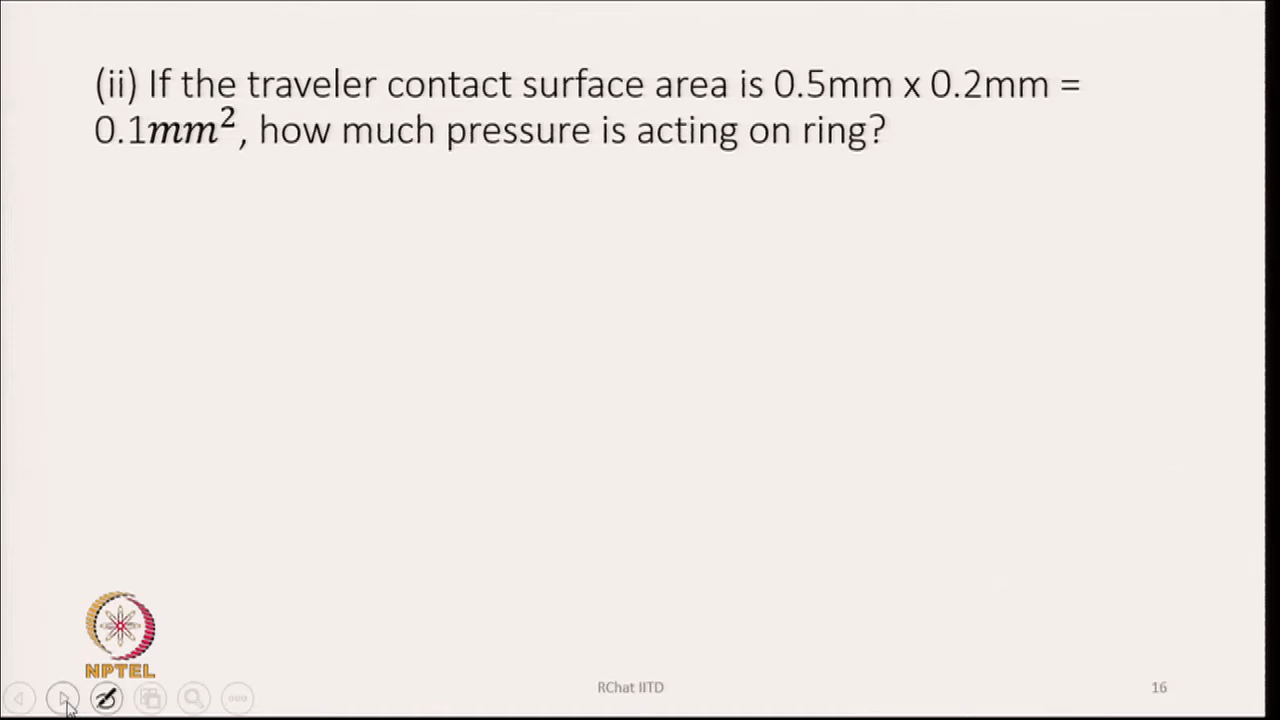 (ii) If the traveler contact surface area is 0.5mm x 0.2mm =
0.1mm², how much pressure is acting on ring?
NPTEL
RChat IITD
16